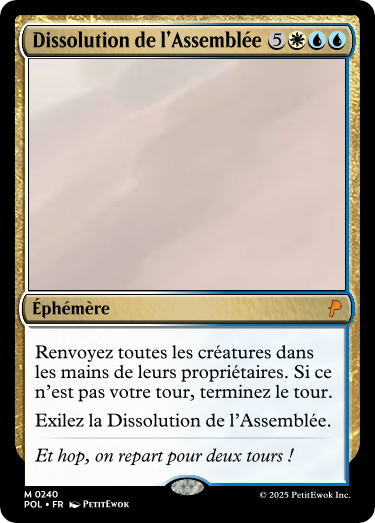 Dissolution de l'Assemblée 5
Éphémère
Renvoyez toutes les créatures dans
les mains de leurs propriétaires. Si ce
n'est pas votre tour, terminez le tour.
Exilez la Dissolution de l'Assemblée.
Et hop, on repart pour deux tours !
M 0240
POL • FR PetitEwok
© 2025 PetitEwok Inc.